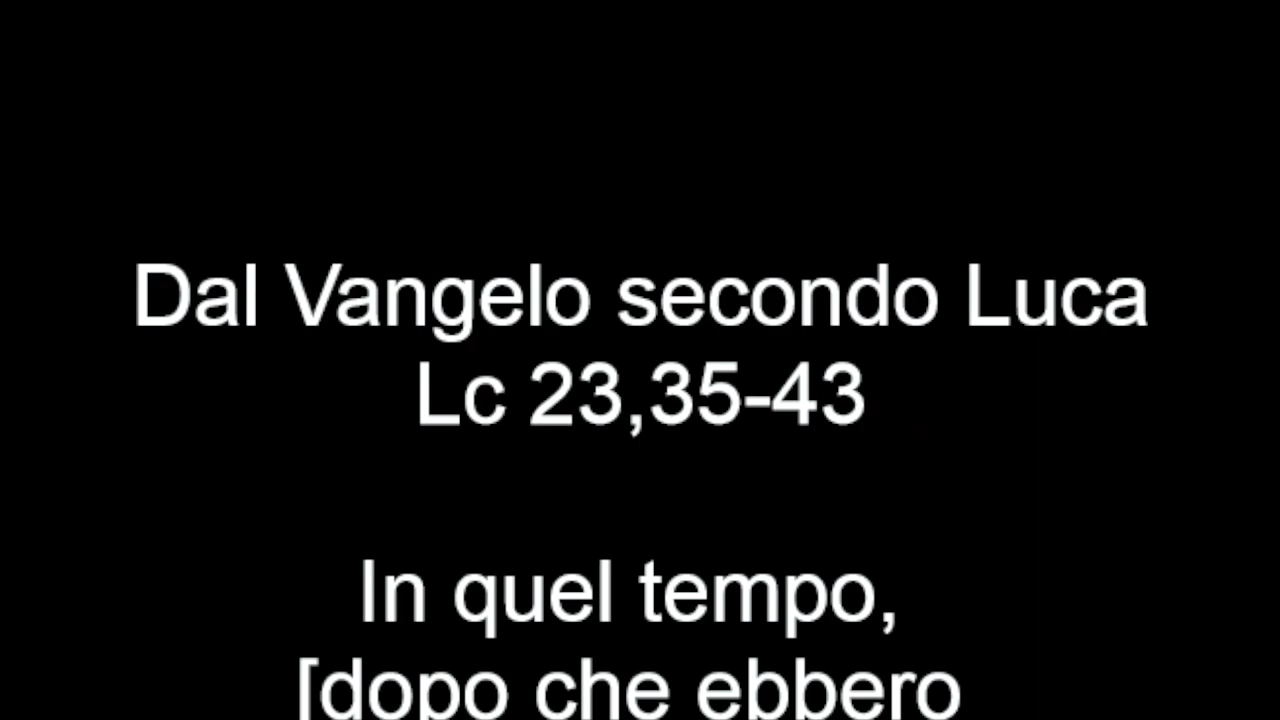 Dal Vangelo secondo Luca
Lc 23,35-43
In quel tempo,
[dopo che ebbero